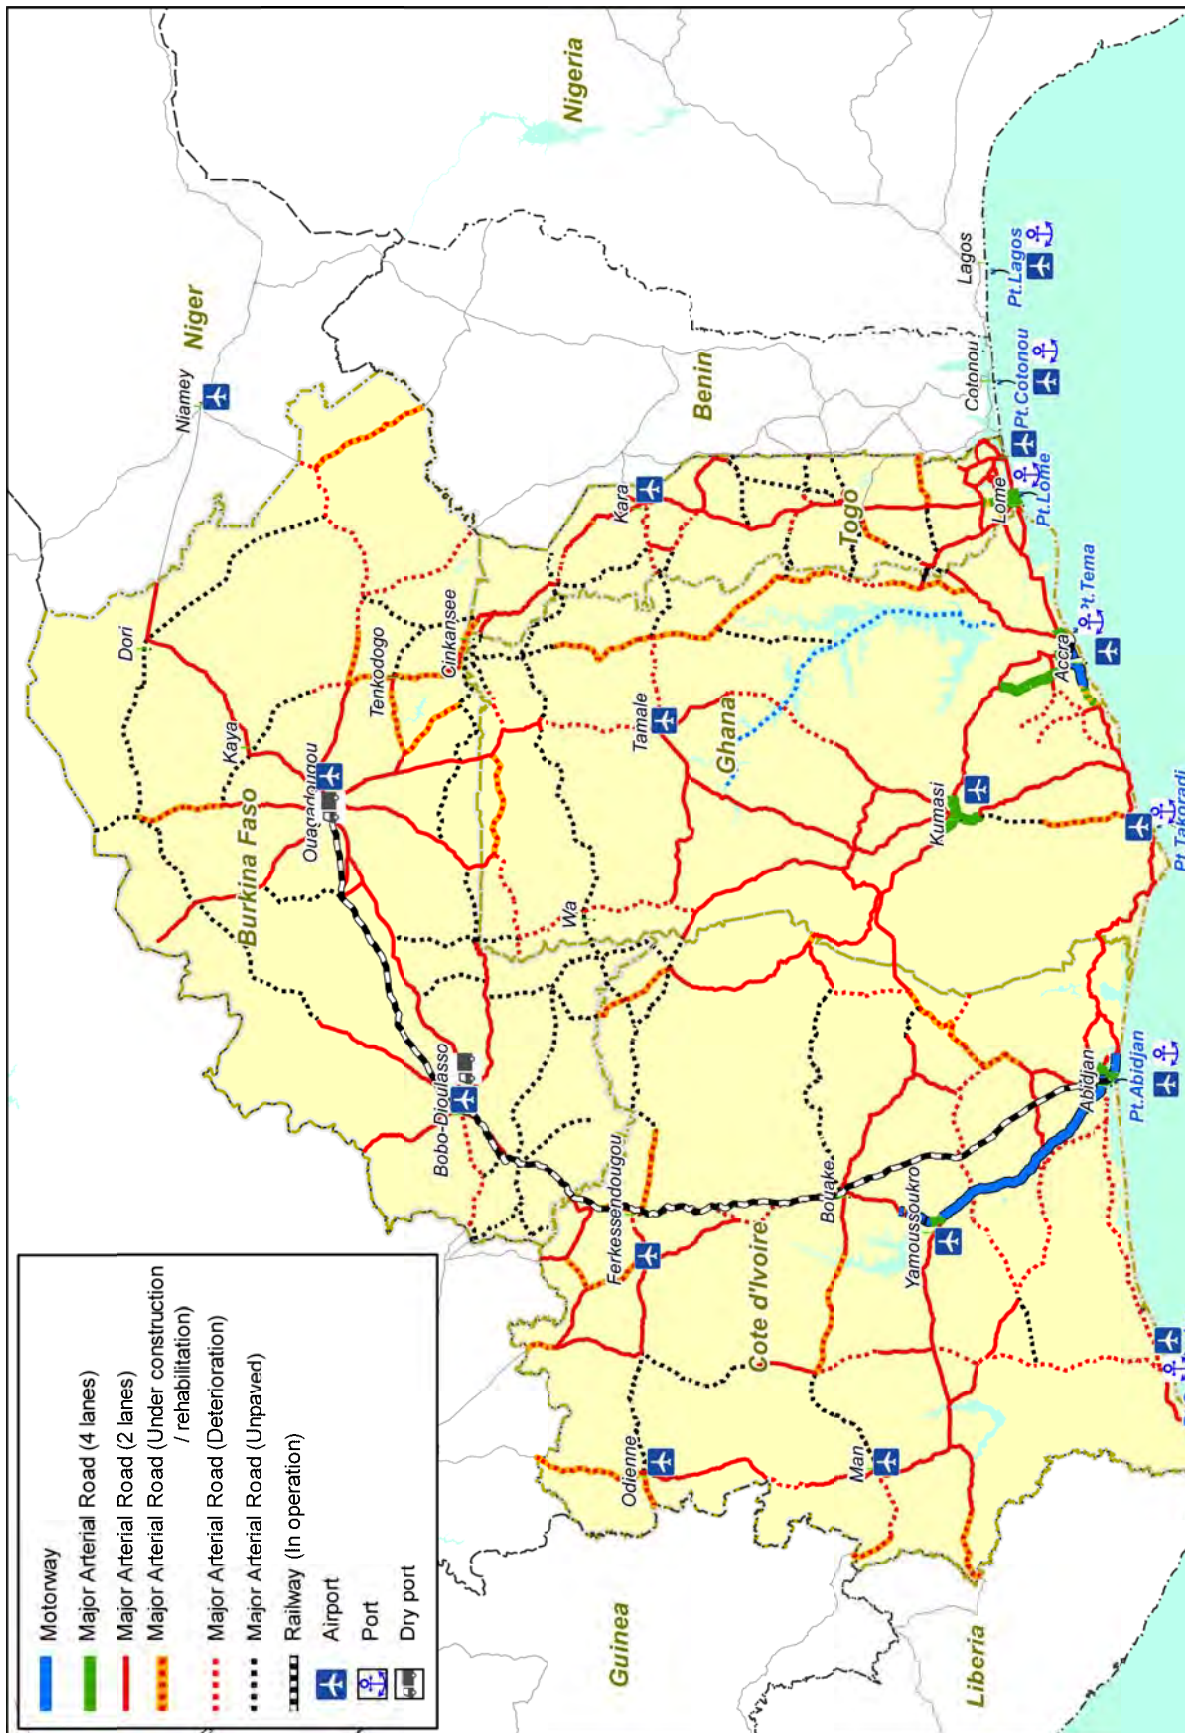 Motorway
Major Arterial Road (4 lanes)
Major Arterial Road (2 lanes)
Major Arterial Road (Under construction
/ rehabilitation)
Major Arterial Road (Deterioration)
Major Arterial Road (Unpaved)
Railway (In operation)
Airport
Port
Dry port
Niger
Niamey
Nigeria
Dori
Kaya
Burkina Faso
Ouagadougou
Tenkodogo
Cinkansee
Bobo-Dioulasso
Benin
Kara
Togo
Tamale
Ghana
Wa
Ferkessendougou
Odienne
Cote d'Ivoire
Bouake
Man
Yamoussoukro
Kumasi
Guinea
Liberia
Lagos
Pt.Lagos
Cotonou
Pt.Cotonou
Lome
Pt.Lome
Accra
t.Tema
Pt.Takoradi
Abidjan
Pt.Abidjan